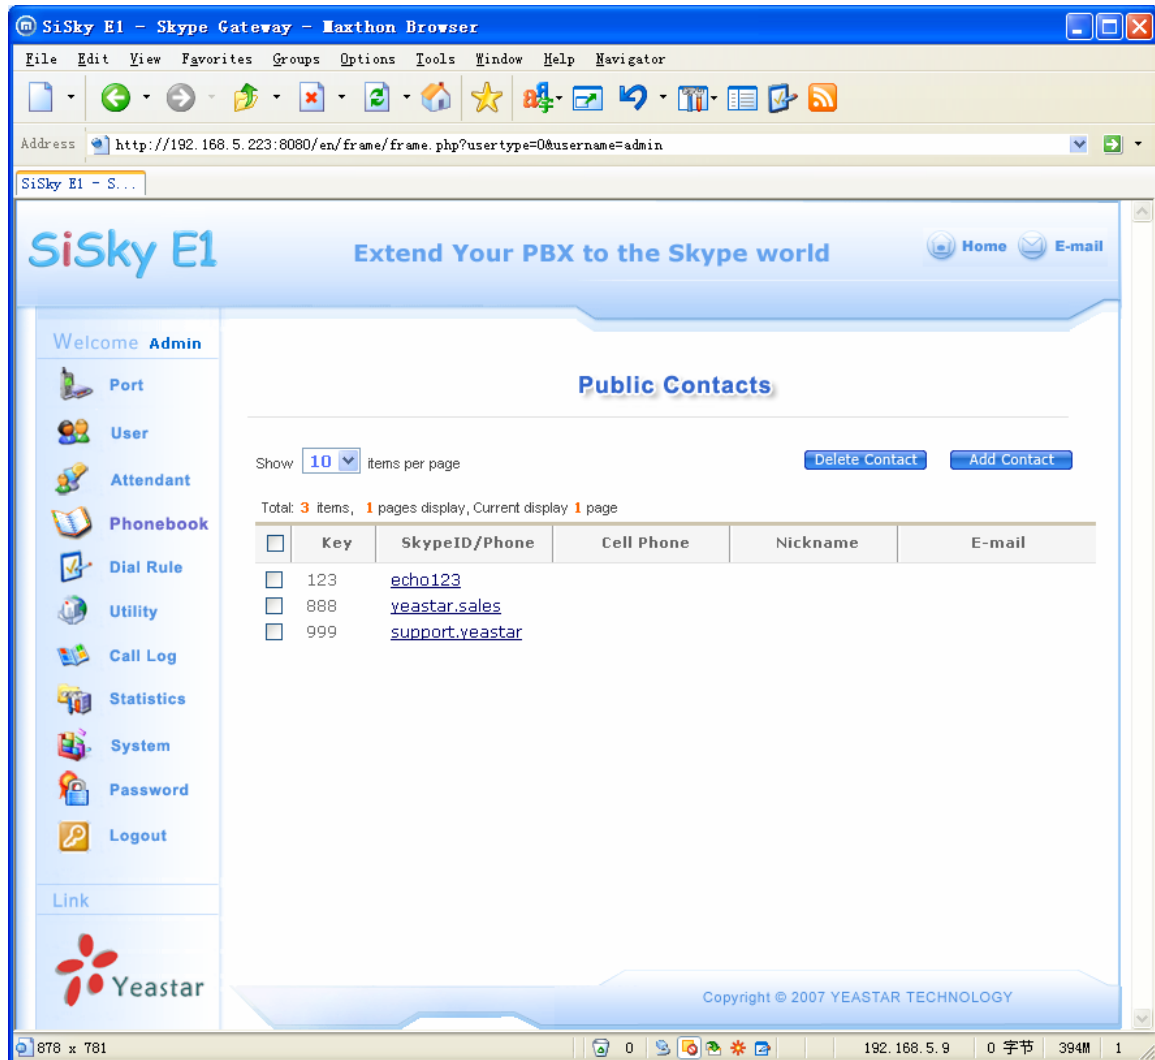 SiSky E1 - Skype Gateway - Maxthon Browser
File Edit View Favorites Groups Options Tools Window Help Navigator
Address http://192.168.5.223:8080/en/frame/frame.php?usertype=0&username=admin
SiSky E1 - S...
SiSky E1 Extend Your PBX to the Skype world Home E-mail
Welcome Admin
Port
User
Attendant
Phonebook
Dial Rule
Utility
Call Log
Statistics
System
Password
Logout
Link
Yeastar
Public Contacts
Show 10 items per page Delete Contact Add Contact
Total: 3 items, 1 pages display, Current display 1 page
Key SkypeID/Phone Cell Phone Nickname E-mail
123 echo123
888 yeastar.sales
999 support.yeastar
Copyright © 2007 YEASTAR TECHNOLOGY
878 x 781 0 192.168.5.9 0 字节 394M 1